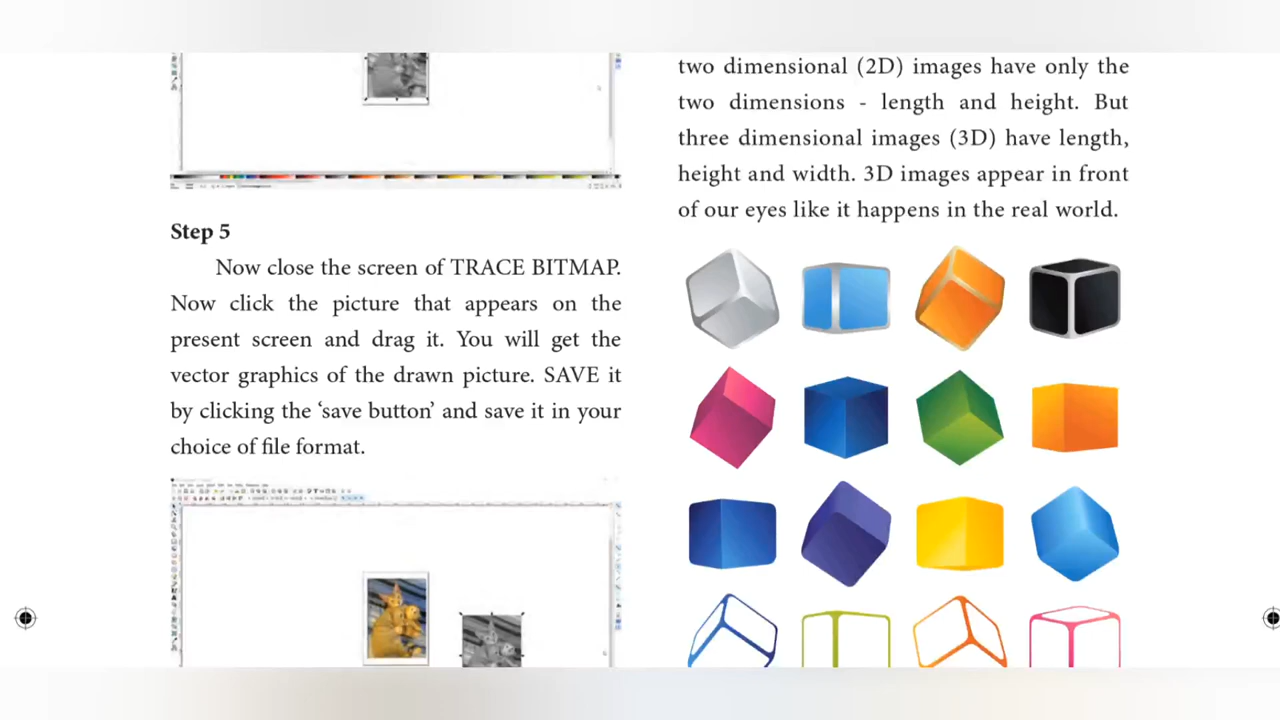 Step 5
Now close the screen of TRACE BITMAP.
Now click the picture that appears on the
present screen and drag it. You will get the
vector graphics of the drawn picture. SAVE it
by clicking the ‘save button’ and save it in your
choice of file format.
two dimensional (2D) images have only the
two dimensions - length and height. But
three dimensional images (3D) have length,
height and width. 3D images appear in front
of our eyes like it happens in the real world.